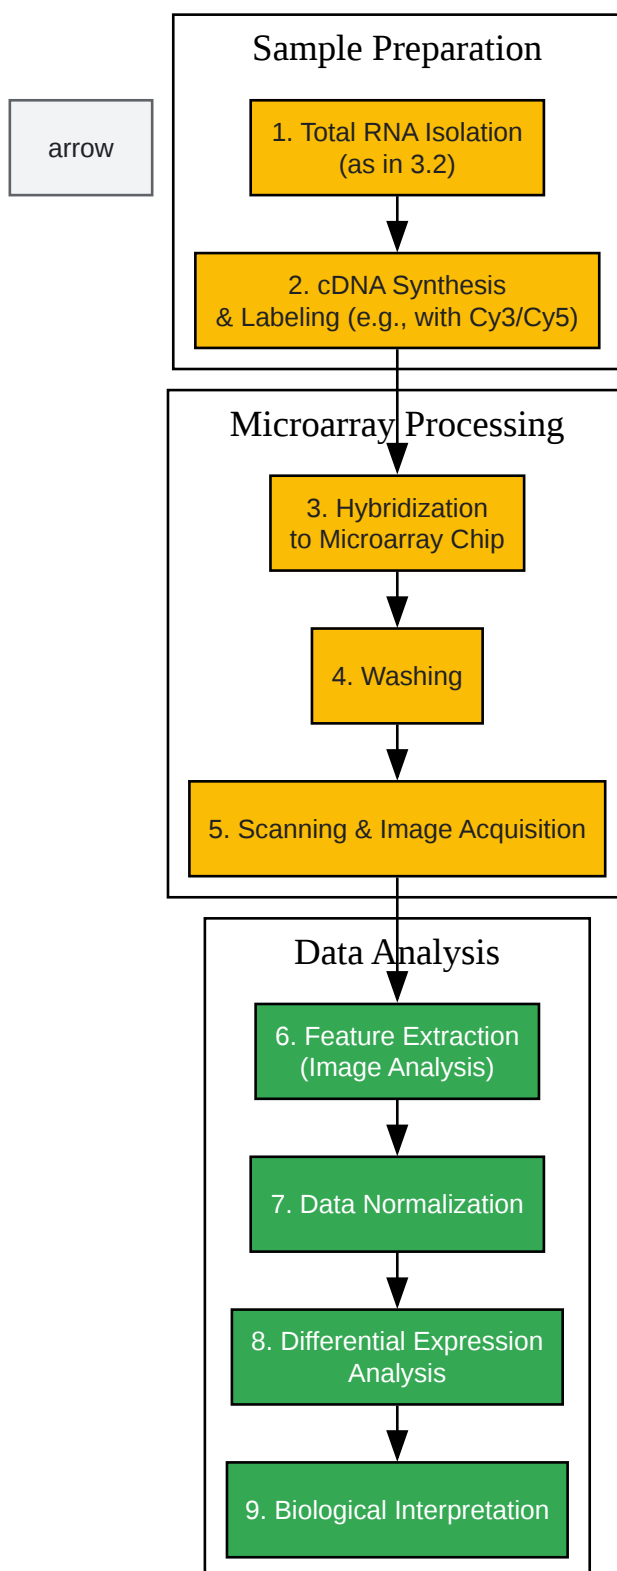 Sample Preparation
arrow
1. Total RNA Isolation
(as in 3.2)
2. cDNA Synthesis
& Labeling (e.g., with Cy3/Cy5)
Microarray Processing
3. Hybridization
to Microarray Chip
4. Washing
5. Scanning & Image Acquisition
Data Analysis
6. Feature Extraction
(Image Analysis)
7. Data Normalization
8. Differential Expression
Analysis
9. Biological Interpretation